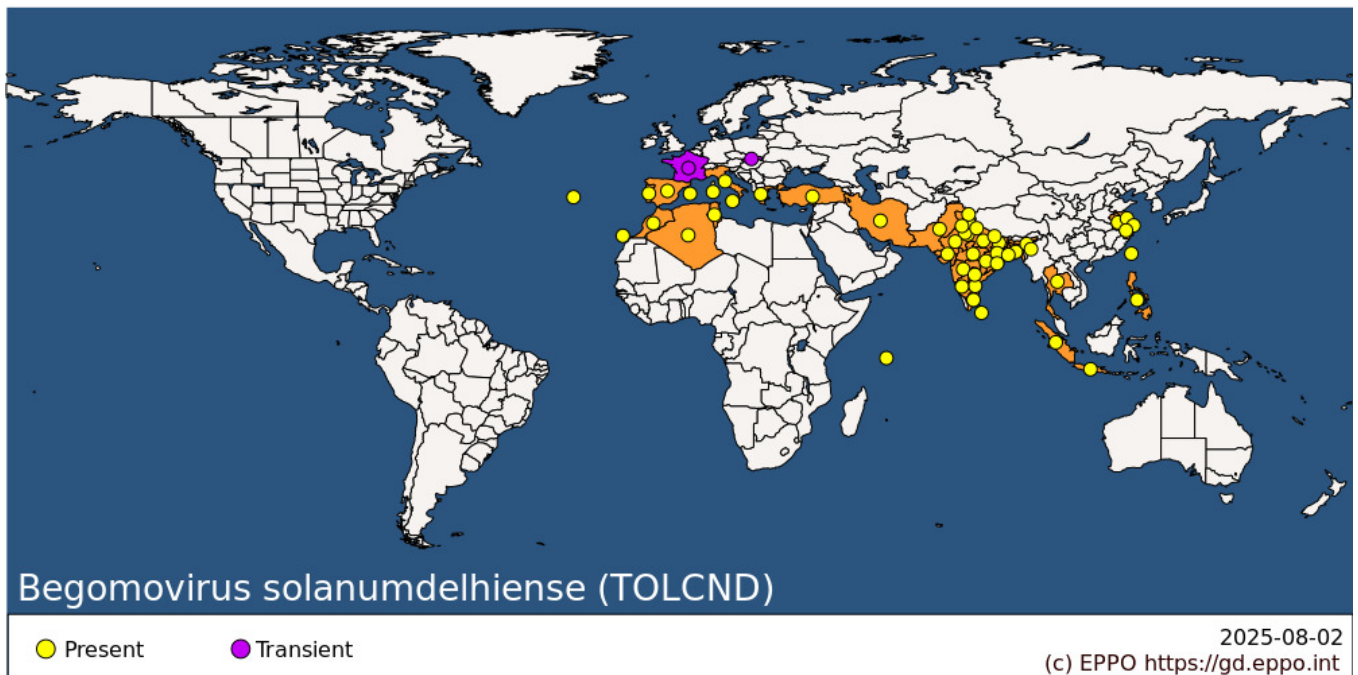 Begomovirus solanumdelhiense (TOLCND)
Present
Transient
2025-08-02
(c) EPPO https://gd.eppo.int